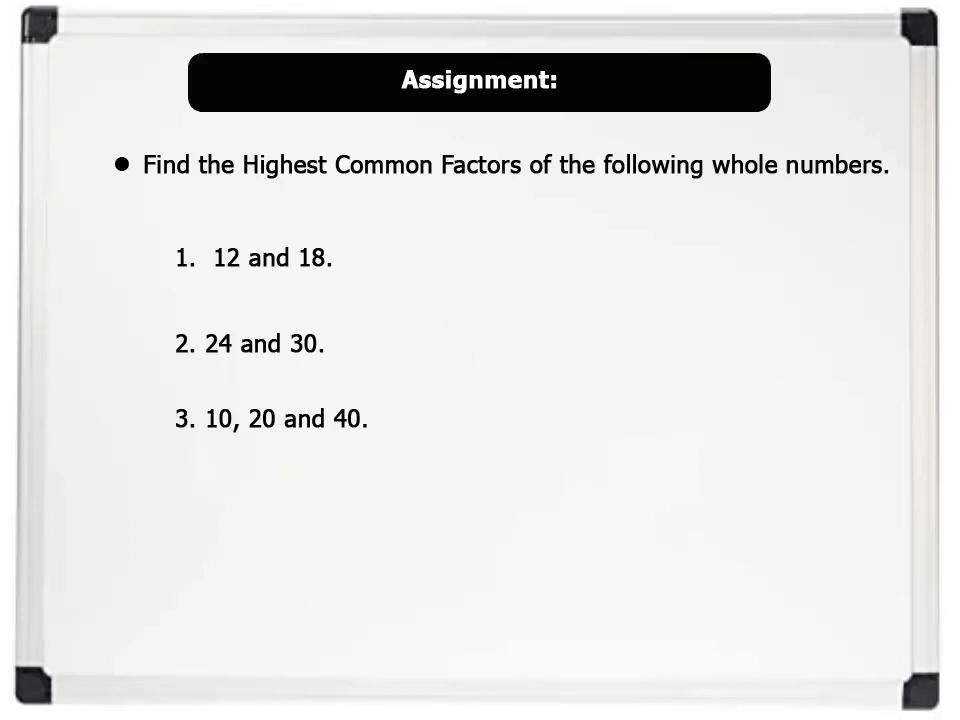 Assignment:
● Find the Highest Common Factors of the following whole numbers.
1. 12 and 18.
2. 24 and 30.
3. 10, 20 and 40.